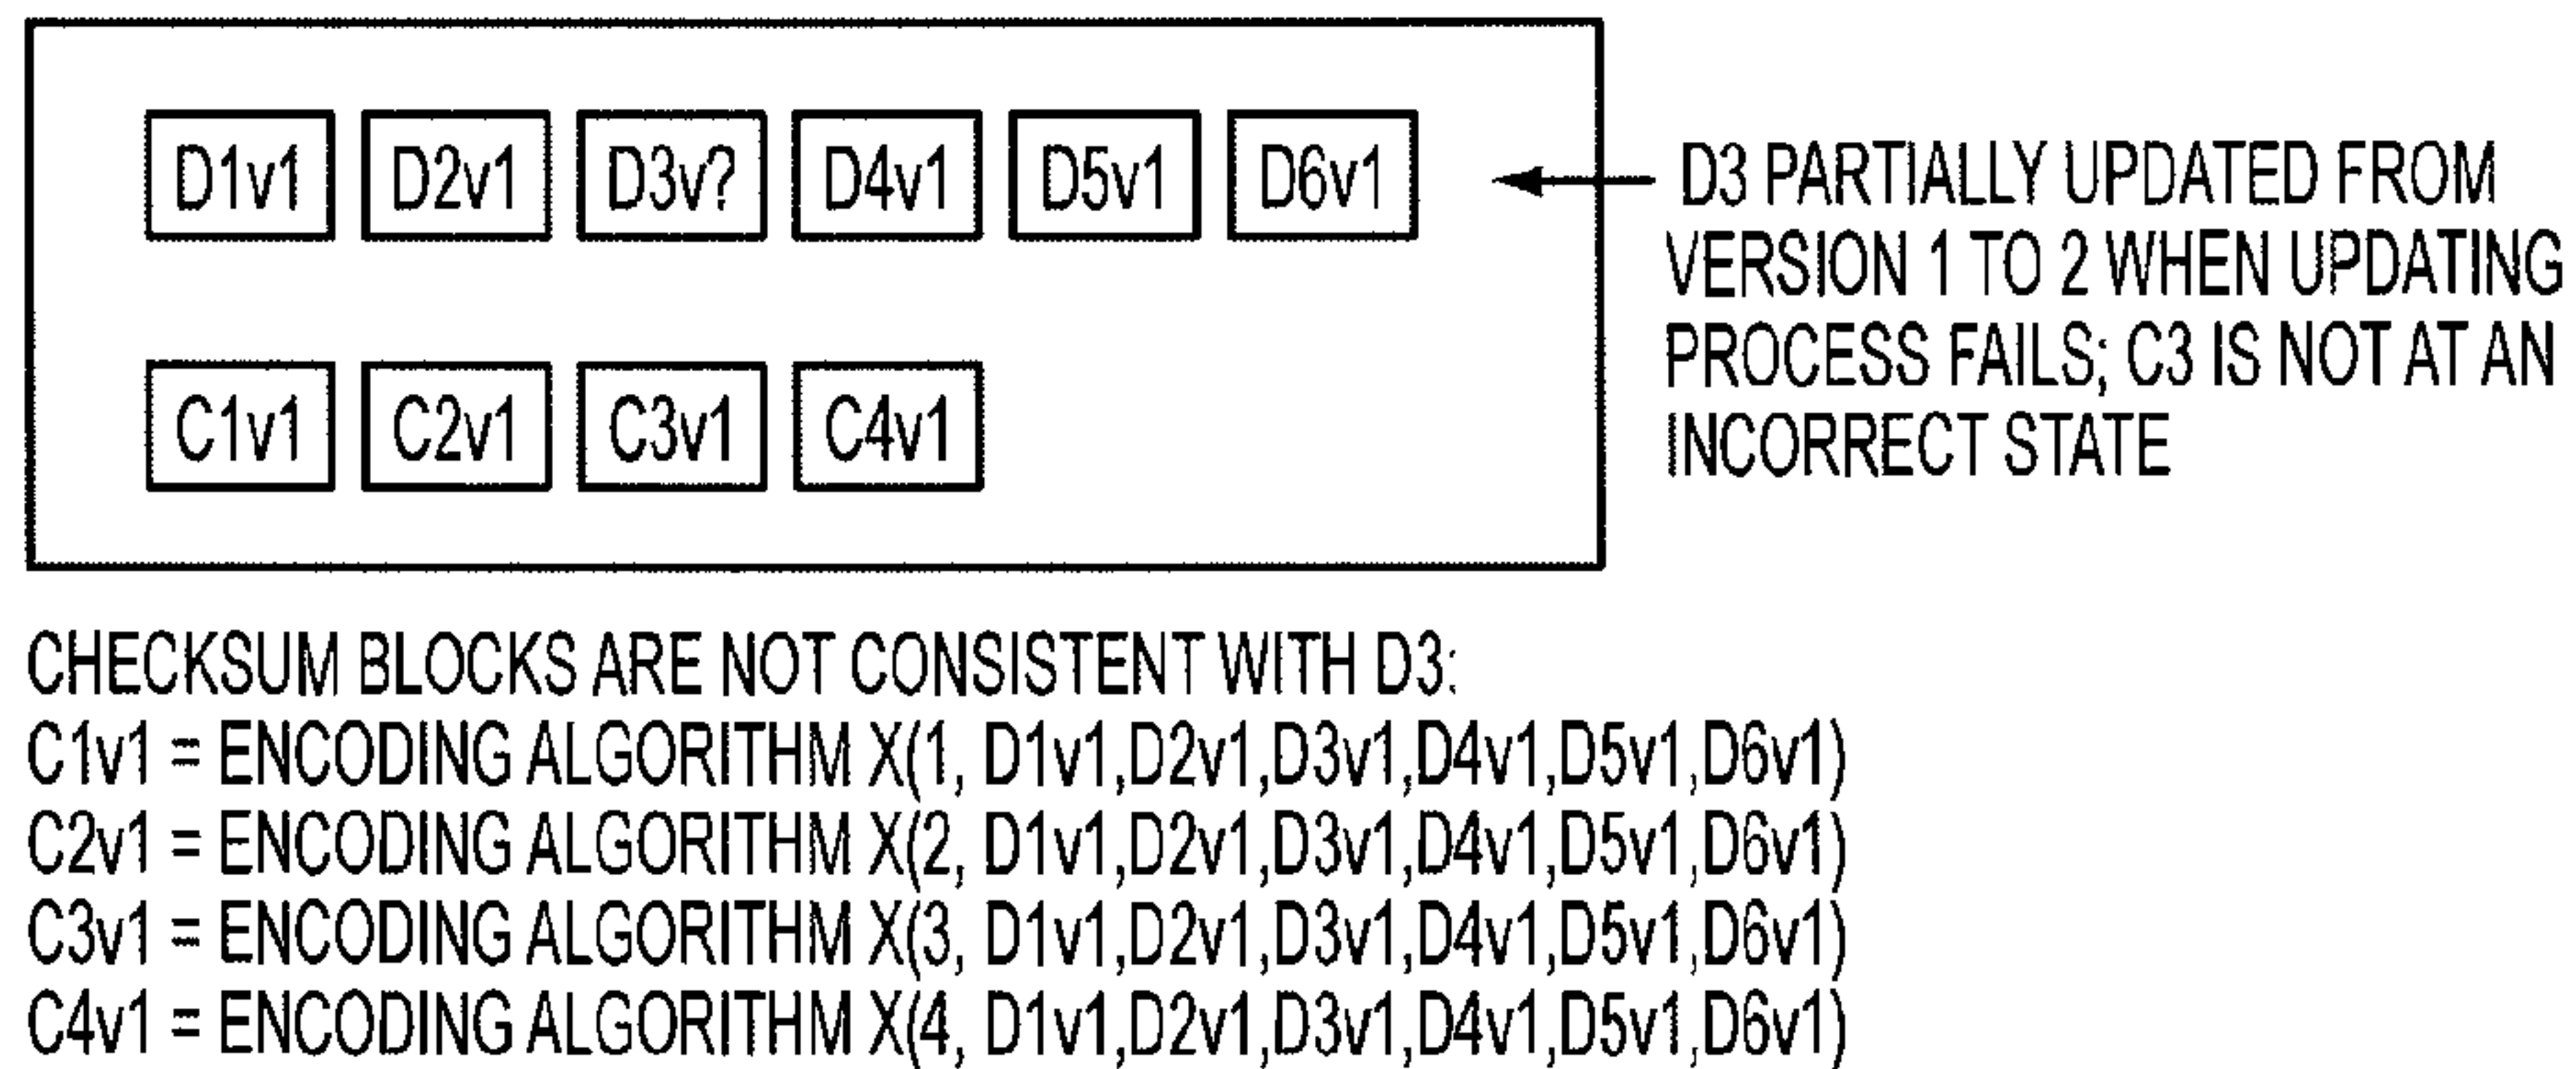 D1v1 D2v1 D3v? D4v1 D5v1 D6v1
D3 PARTIALLY UPDATED FROM
VERSION 1 TO 2 WHEN UPDATING
PROCESS FAILS; C3 IS NOT AT AN
INCORRECT STATE
C1v1 C2v1 C3v1 C4v1
CHECKSUM BLOCKS ARE NOT CONSISTENT WITH D3:
C1v1 = ENCODING ALGORITHM X(1, D1v1,D2v1,D3v1,D4v1,D5v1,D6v1)
C2v1 = ENCODING ALGORITHM X(2, D1v1,D2v1,D3v1,D4v1,D5v1,D6v1)
C3v1 = ENCODING ALGORITHM X(3, D1v1,D2v1,D3v1,D4v1,D5v1,D6v1)
C4v1 = ENCODING ALGORITHM X(4, D1v1,D2v1,D3v1,D4v1,D5v1,D6v1)